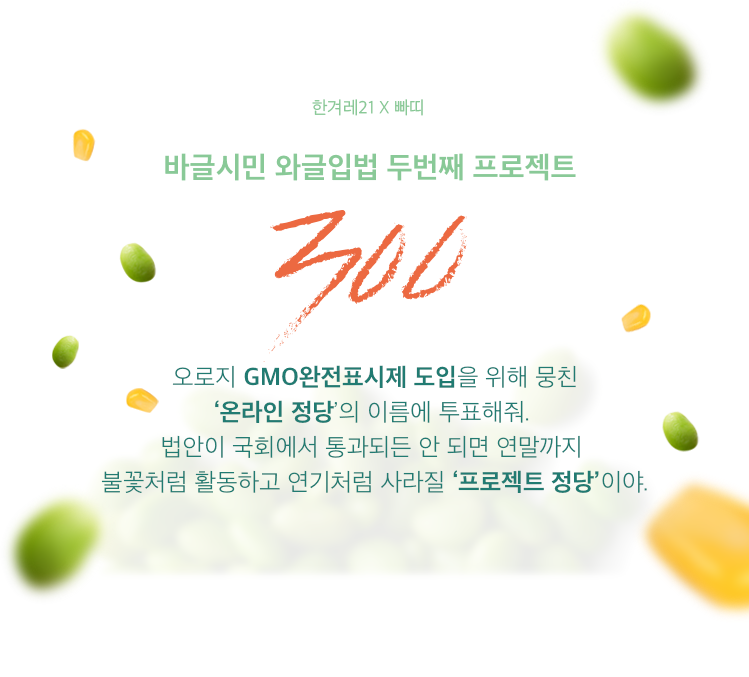 한겨레21 X 빠띠
바글시민 와글입법 두번째 프로젝트
300
오로지 GMO완전표시제 도입을 위해 뭉친
‘온라인 정당’의 이름에 투표해줘.
법안이 국회에서 통과되든 안 되면 연말까지
불꽃처럼 활동하고 연기처럼 사라질 ‘프로젝트 정당’이야.